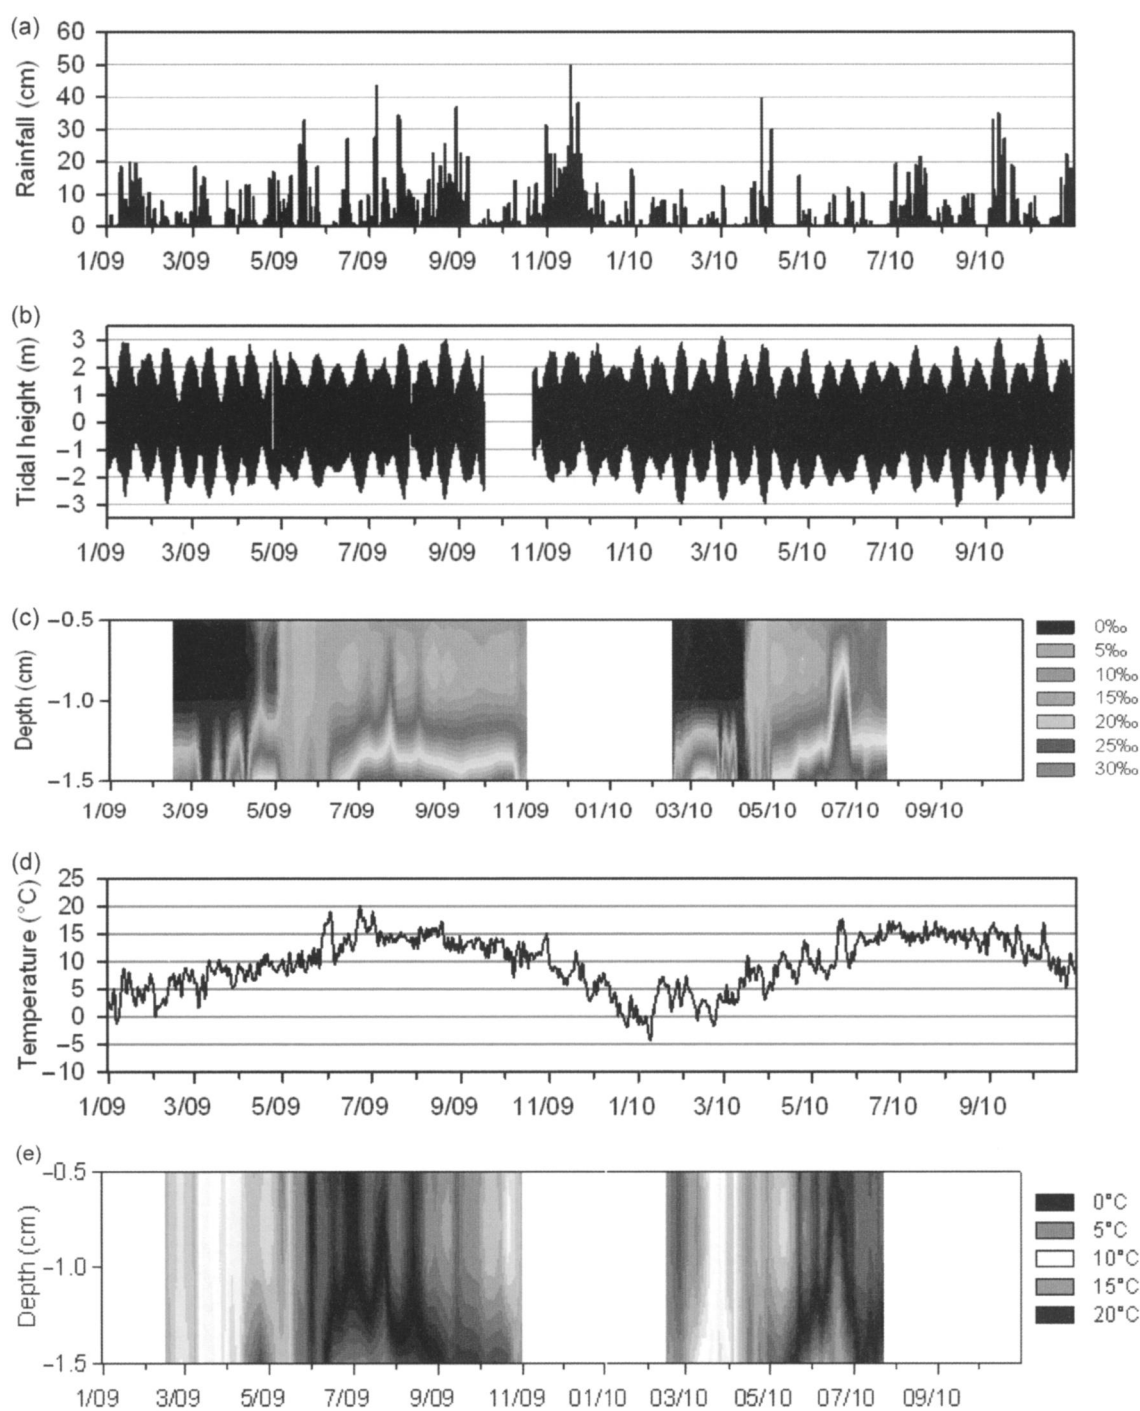 (a)
Rainfall (cm)
60
50
40
30
20
10
0
1/09 3/09 5/09 7/09 9/09 11/09 1/10 3/10 5/10 7/10 9/10
(b)
Tidal height (m)
3
2
1
0
−1
−2
−3
1/09 3/09 5/09 7/09 9/09 11/09 1/10 3/10 5/10 7/10 9/10
(c)
Depth (cm)
−0.5
−1.0
−1.5
1/09 3/09 5/09 7/09 9/09 11/09 01/10 03/10 05/10 07/10 09/10
0‰
5‰
10‰
15‰
20‰
25‰
30‰
(d)
Temperature (°C)
25
20
15
10
5
0
−5
−10
1/09 3/09 5/09 7/09 9/09 11/09 1/10 3/10 5/10 7/10 9/10
(e)
Depth (cm)
−0.5
−1.0
−1.5
1/09 3/09 5/09 7/09 9/09 11/09 01/10 03/10 05/10 07/10 09/10
0°C
5°C
10°C
15°C
20°C